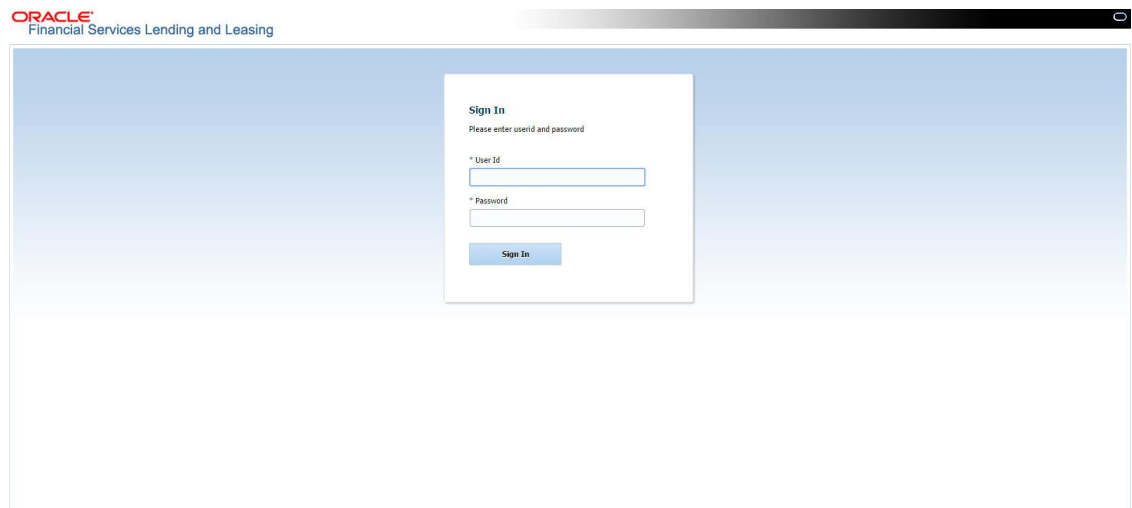 ORACLE®
Financial Services Lending and Leasing
Sign In
Please enter userid and password
* User Id
* Password
Sign In